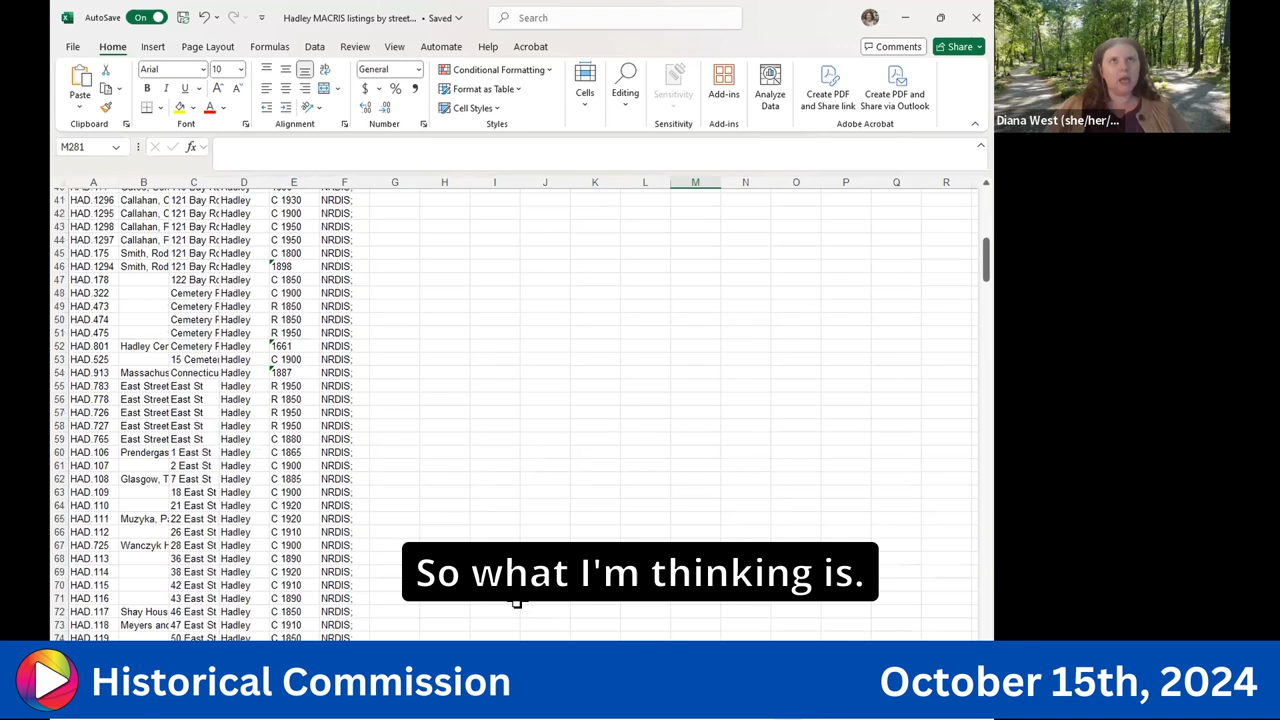 AutoSave On Hadley MACRIS listings by street... • Saved Search
File Home Insert Page Layout Formulas Data Review View Automate Help Acrobat Comments Share
Paste Arial 10 General Conditional Formatting Cells Editing Sensitivity Add-ins Analyze Data Create PDF and Share link Create PDF and Share via Outlook
B I U A $ % Format as Table
Cell Styles
Clipboard Font Alignment Number Styles Sensitivity Add-ins Adobe Acrobat
Diana West (she/her/...
M281 fx
A B C D E F G H I J K L M N O P Q R
41 HAD.1296 Callahan, C 121 Bay Rc Hadley C 1930 NRDIS;
42 HAD.1295 Callahan, C 121 Bay Rc Hadley C 1900 NRDIS;
43 HAD.1298 Callahan, F 121 Bay Rc Hadley C 1950 NRDIS;
44 HAD.1297 Callahan, F 121 Bay Rc Hadley C 1950 NRDIS;
45 HAD.175 Smith, Rod 121 Bay Rc Hadley C 1800 NRDIS;
46 HAD.1294 Smith, Rod 121 Bay Rc Hadley 1898 NRDIS;
47 HAD.178 122 Bay Rc Hadley C 1850 NRDIS;
48 HAD.322 Cemetery F Hadley C 1900 NRDIS;
49 HAD.473 Cemetery F Hadley R 1850 NRDIS;
50 HAD.474 Cemetery F Hadley R 1850 NRDIS;
51 HAD.475 Cemetery F Hadley R 1950 NRDIS;
52 HAD.801 Hadley Cen Cemetery F Hadley 1661 NRDIS;
53 HAD.525 15 Cemeter Hadley C 1900 NRDIS;
54 HAD.913 Massachus Connecticu Hadley 1887 NRDIS;
55 HAD.783 East Street East St Hadley R 1950 NRDIS;
56 HAD.778 East Street East St Hadley R 1850 NRDIS;
57 HAD.726 East Street East St Hadley R 1950 NRDIS;
58 HAD.727 East Street East St Hadley R 1950 NRDIS;
59 HAD.765 East Street East St Hadley C 1880 NRDIS;
60 HAD.106 Prendergas 1 East St Hadley C 1865 NRDIS;
61 HAD.107 2 East St Hadley C 1900 NRDIS;
62 HAD.108 Glasgow, T 7 East St Hadley C 1885 NRDIS;
63 HAD.109 18 East St Hadley C 1900 NRDIS;
64 HAD.110 21 East St Hadley C 1920 NRDIS;
65 HAD.111 Muzyka, Pa 22 East St Hadley C 1920 NRDIS;
66 HAD.112 26 East St Hadley C 1910 NRDIS;
67 HAD.725 Wanczyk H 28 East St Hadley C 1900 NRDIS;
68 HAD.113 36 East St Hadley C 1890 NRDIS;
69 HAD.114 38 East St Hadley C 1920 NRDIS;
70 HAD.115 42 East St Hadley C 1910 NRDIS;
71 HAD.116 43 East St Hadley C 1890 NRDIS;
72 HAD.117 Shay Hous 46 East St Hadley C 1850 NRDIS;
73 HAD.118 Meyers and 47 East St Hadley C 1910 NRDIS;
74 HAD.119 50 East St Hadley C 1850 NRDIS;
So what I'm thinking is.
Historical Commission October 15th, 2024